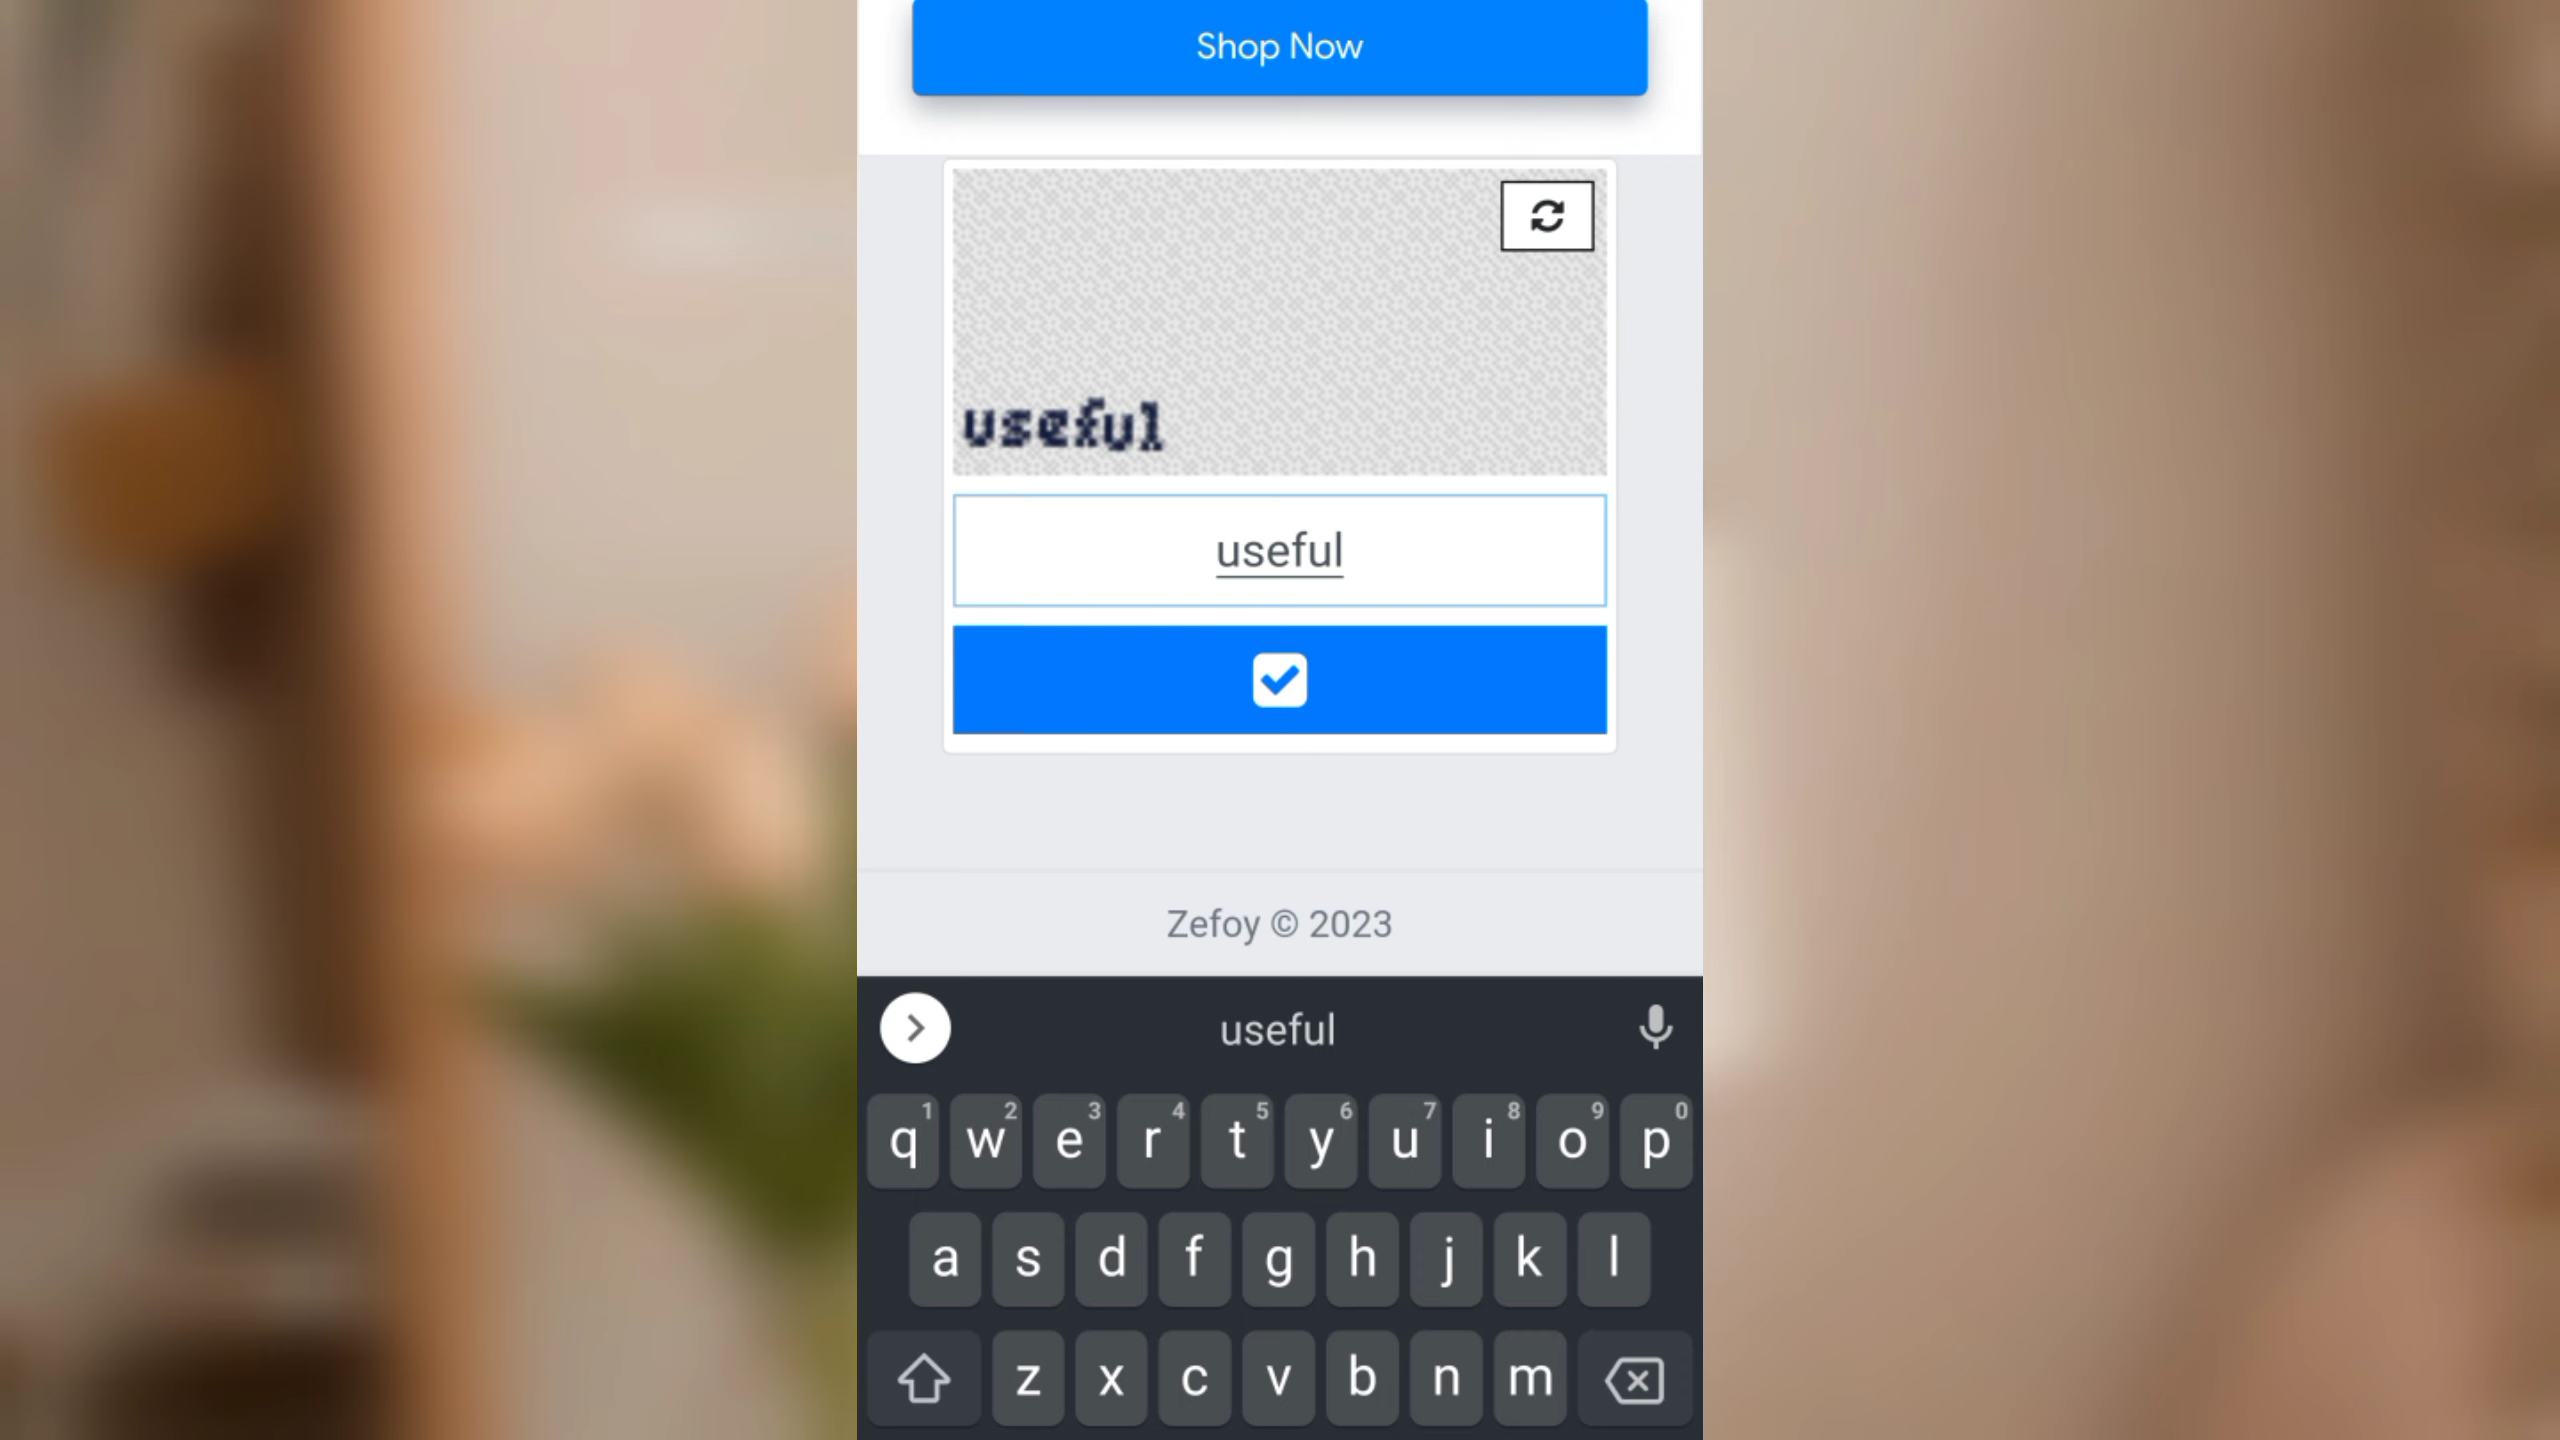 Shop Now
useful
useful
Zefoy © 2023
useful
1 2 3 4 5 6 7 8 9 0
q w e r t y u i o p
a s d f g h j k l
z x c v b n m